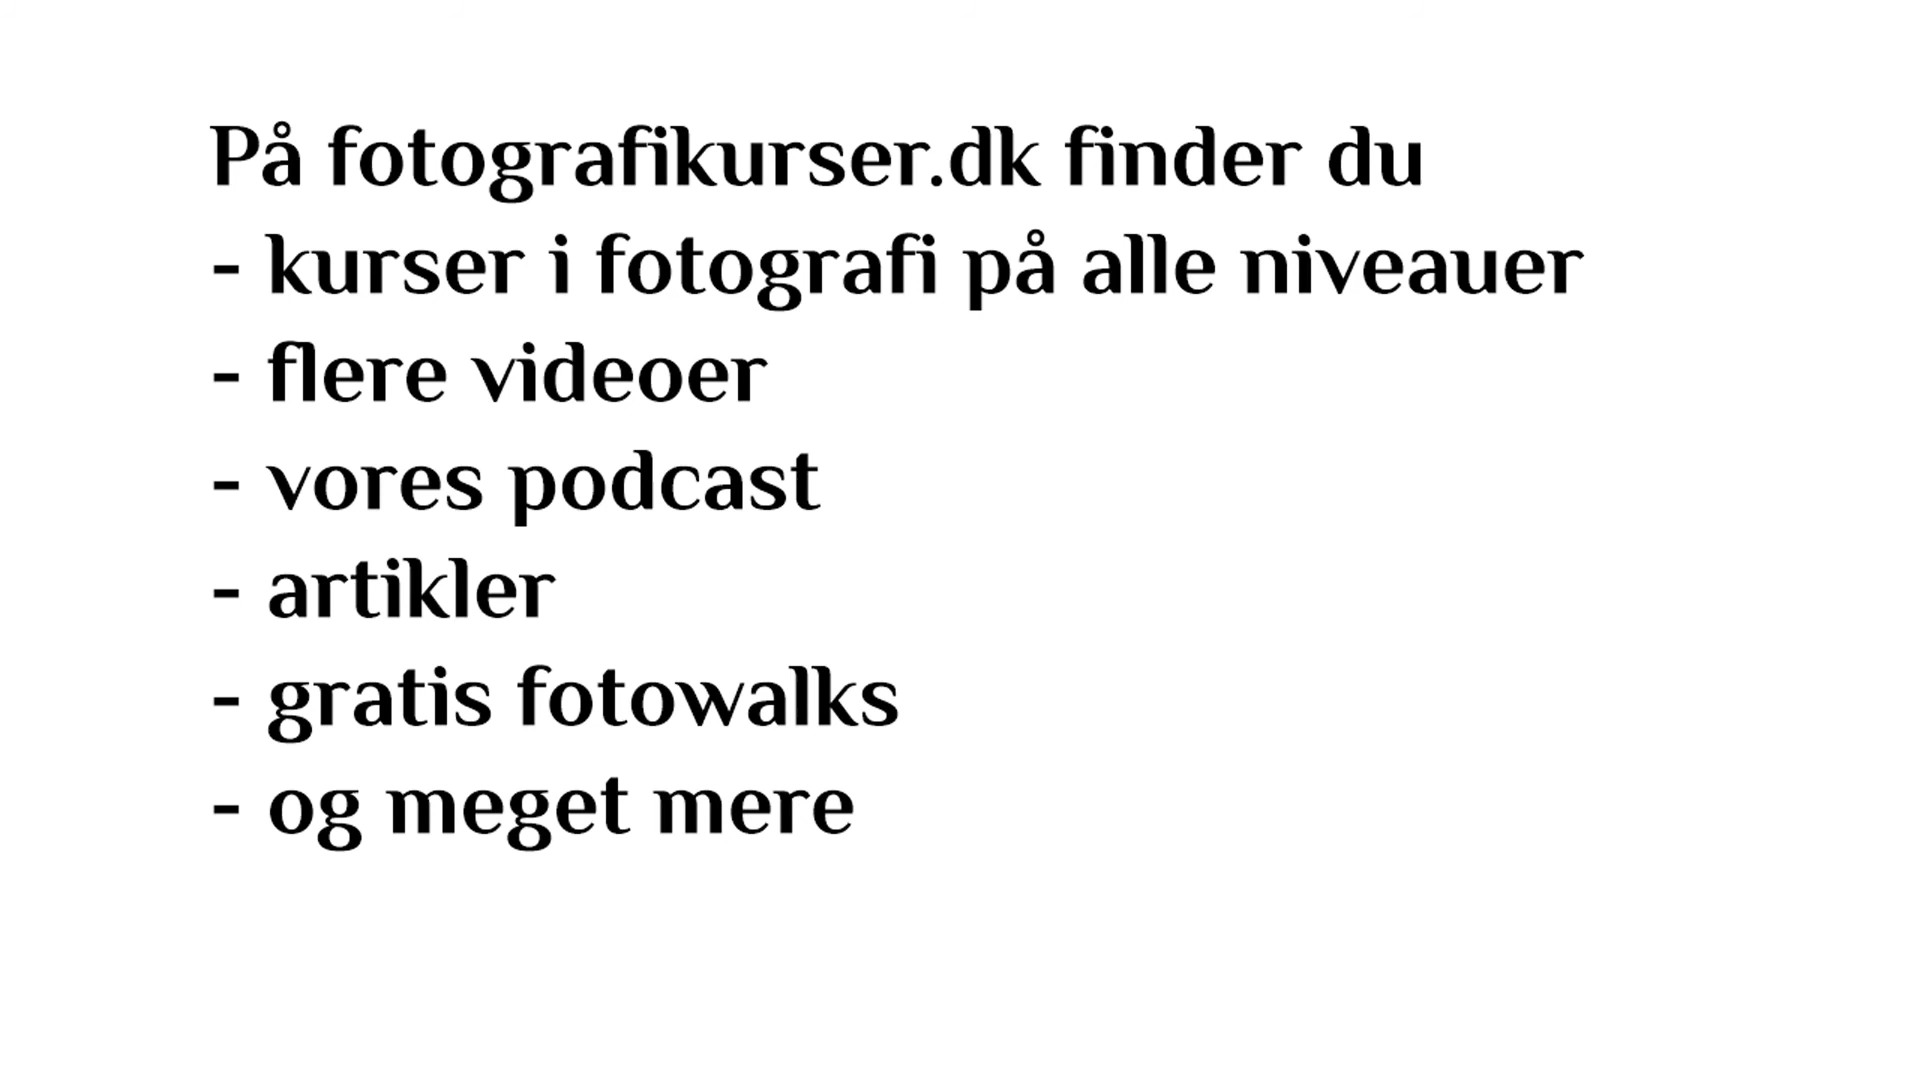 På fotografikurser.dk finder du
- kurser i fotografi på alle niveauer
- flere videoer
- vores podcast
- artikler
- gratis fotowalks
- og meget mere